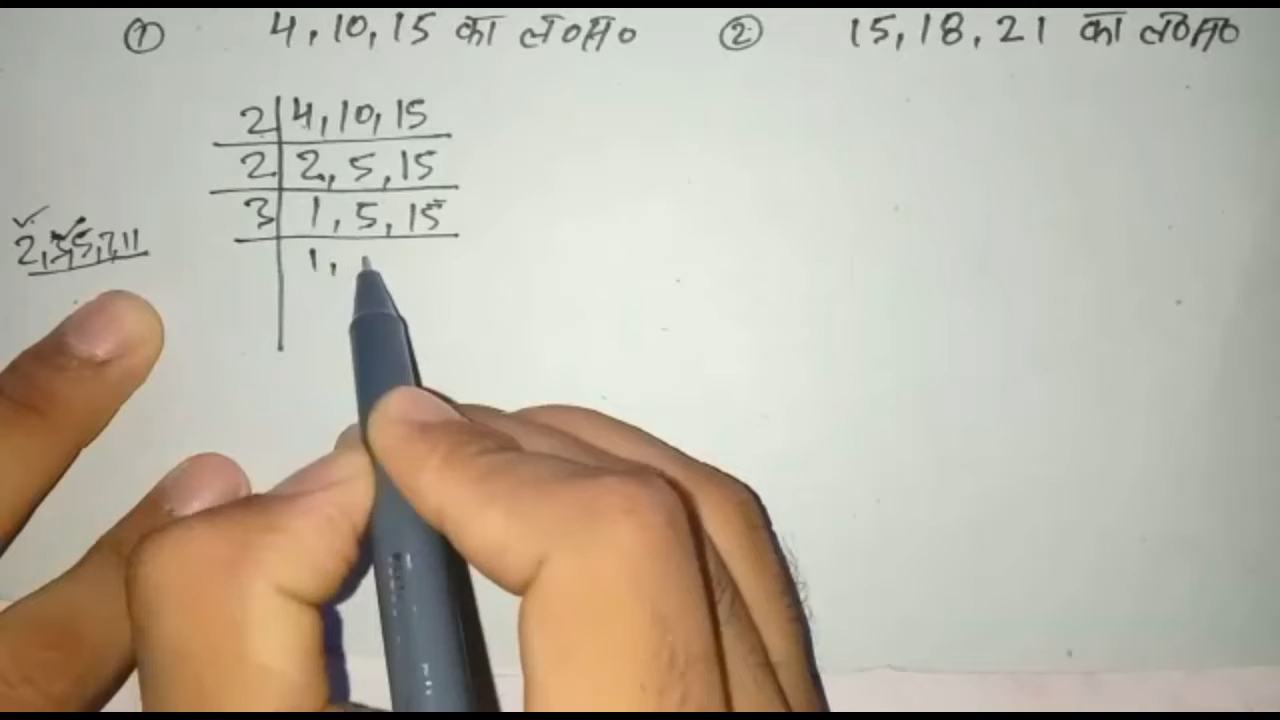 ① 4, 10, 15 का ल०स० ② 15, 18, 21 का ल०स०
2 | 4, 10, 15
2 | 2, 5, 15
3 | 1, 5, 15
1,
2, 3, 5, 7, 11